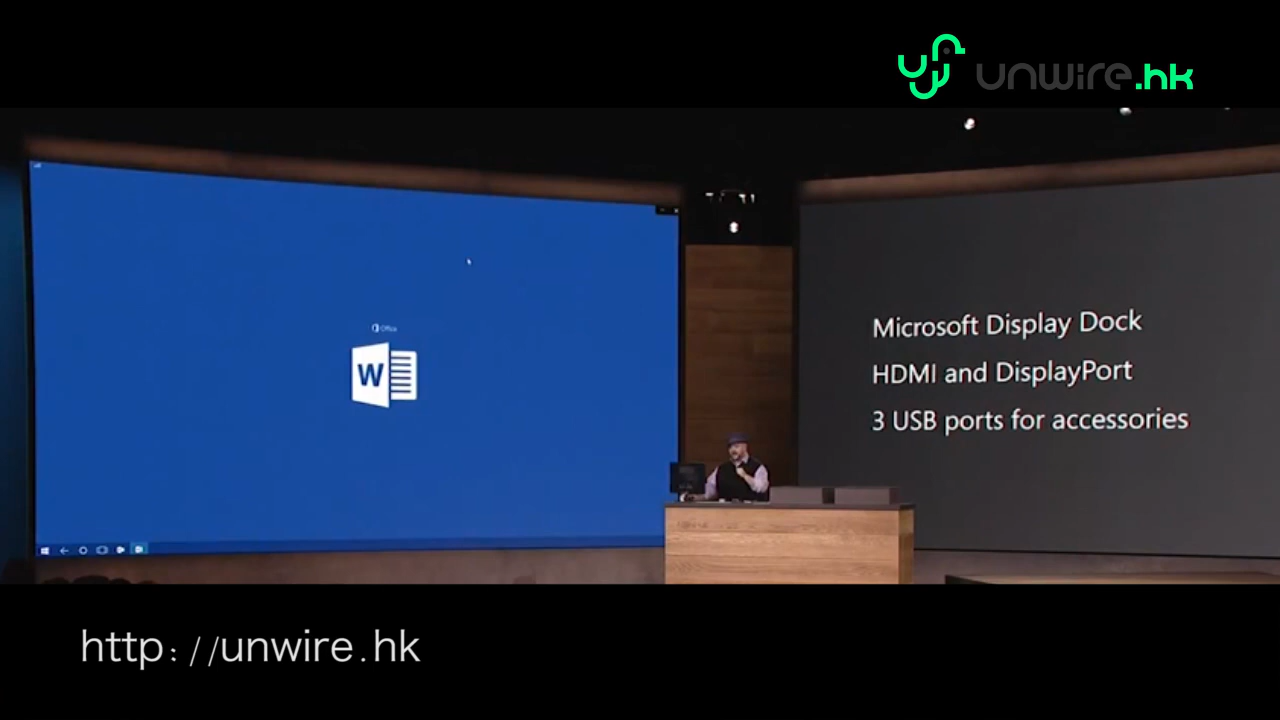 unwire.hk
Office
W
Microsoft Display Dock
HDMI and DisplayPort
3 USB ports for accessories
http://unwire.hk